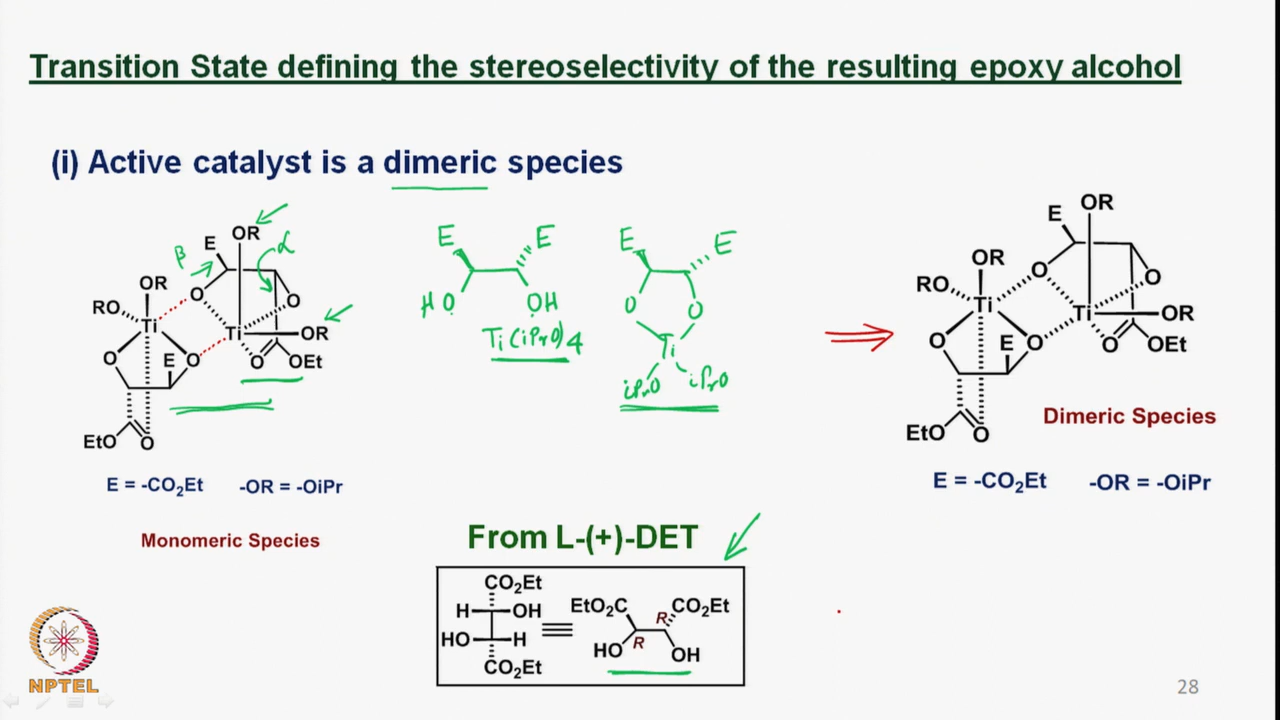 Transition State defining the stereoselectivity of the resulting epoxy alcohol
(i) Active catalyst is a dimeric species
E OR α
β
OR
RO Ti O O
Ti OR
O E O O OEt
EtO O
E = -CO₂Et -OR = -OiPr
Monomeric Species
E E
HO OH
Ti(iPrO)₄
E E
O O
Ti
iPrO iPrO
E OR
OR O O
RO Ti Ti OR
O E O O OEt
EtO O
Dimeric Species
E = -CO₂Et -OR = -OiPr
From L-(+)-DET
CO₂Et
H OH
HO H
CO₂Et
EtO₂C CO₂Et
R
HO R OH
NPTEL
28